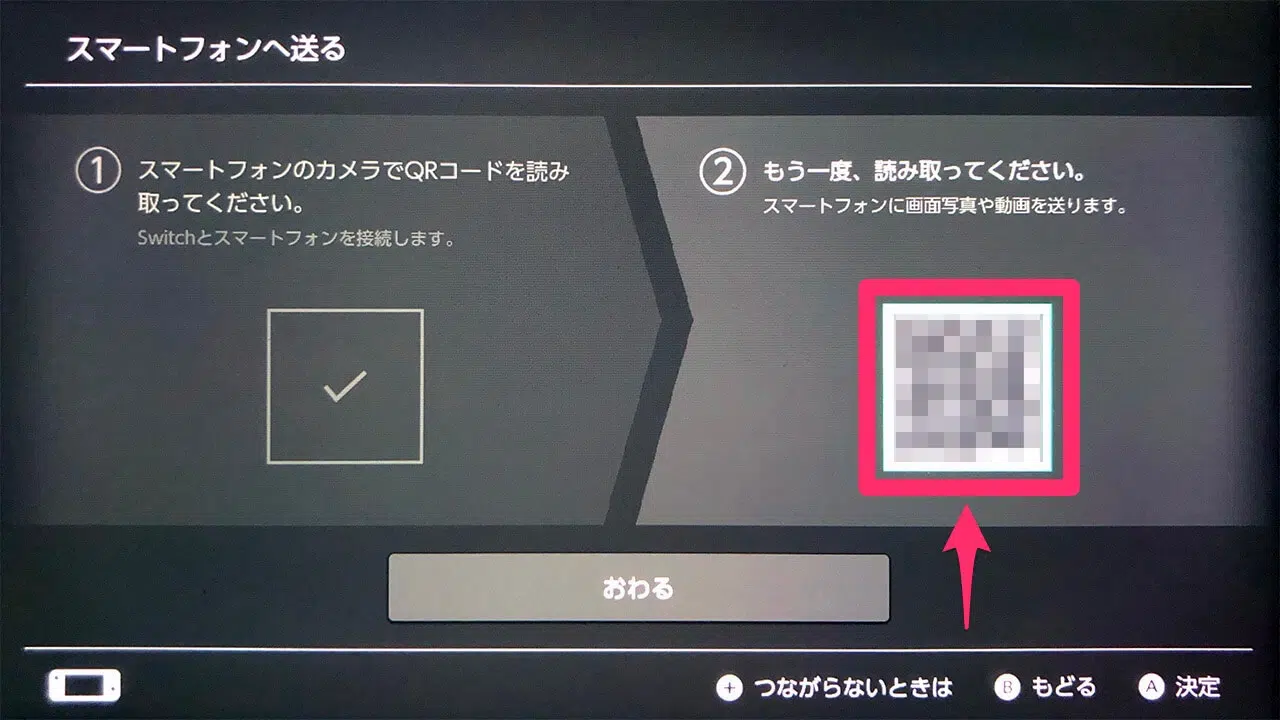 スマートフォンへ送る
1 スマートフォンのカメラでQRコードを読み
取ってください。
Switchとスマートフォンを接続します。
2 もう一度、読み取ってください。
スマートフォンに画面写真や動画を送ります。
おわる
+ つながらないときは B もどる A 決定